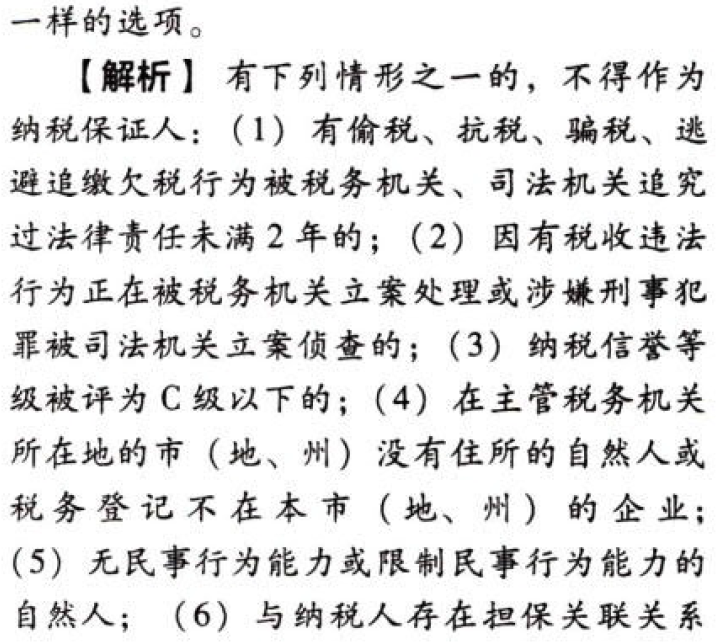 一样的选项。
【解析】 有下列情形之一的，不得作为
纳税保证人：（1）有偷税、抗税、骗税、逃
避追缴欠税行为被税务机关、司法机关追究
过法律责任未满 2 年的；（2）因有税收违法
行为正在被税务机关立案处理或涉嫌刑事犯
罪被司法机关立案侦查的；（3）纳税信誉等
级被评为 C 级以下的；（4）在主管税务机关
所在地的市（地、州）没有住所的自然人或
税务登记不在本市（地、州）的企业；
（5）无民事行为能力或限制民事行为能力的
自然人；（6）与纳税人存在担保关联关系